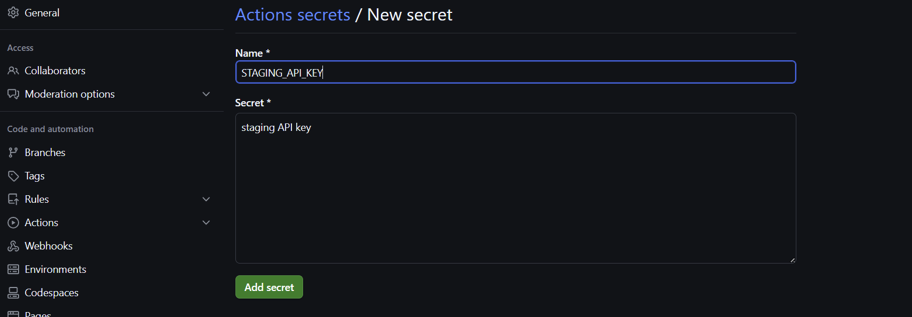 General
Access
Collaborators
Moderation options
Code and automation
Branches
Tags
Rules
Actions
Webhooks
Environments
Codespaces
Pages
Actions secrets / New secret
Name *
STAGING_API_KEY
Secret *
staging API key
Add secret